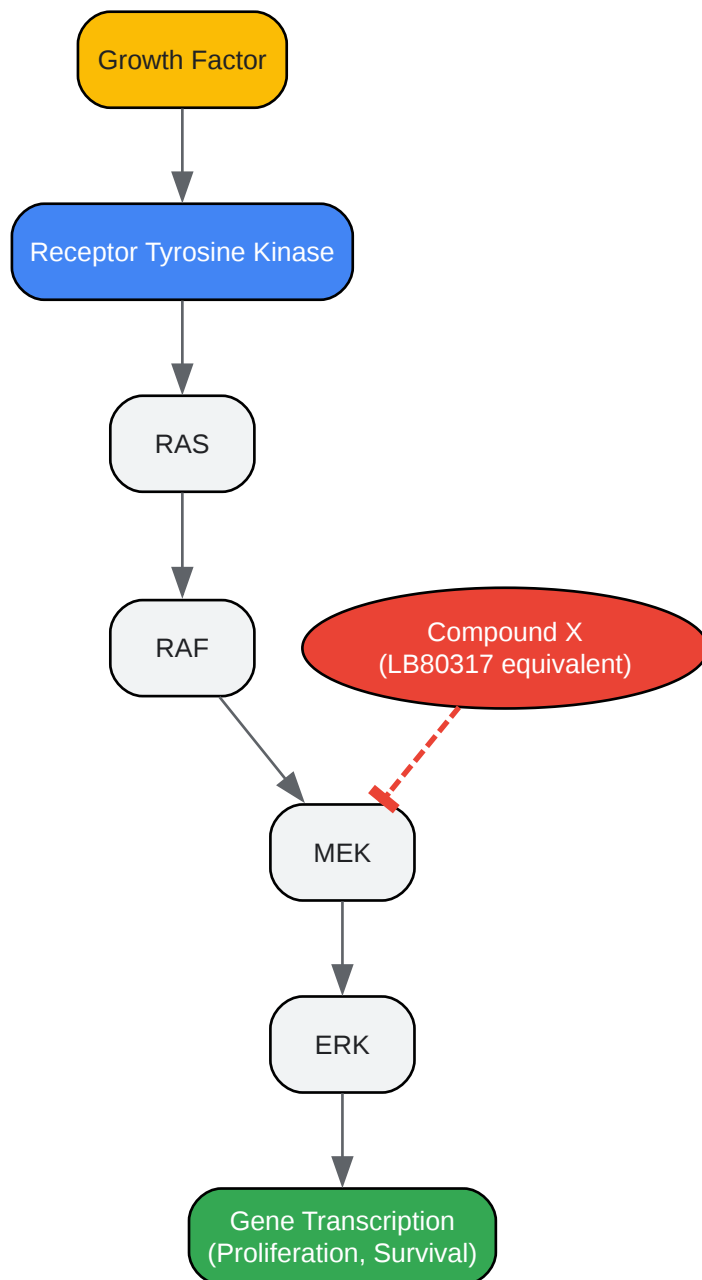 Growth Factor
Receptor Tyrosine Kinase
RAS
RAF
Compound X
(LB80317 equivalent)
MEK
ERK
Gene Transcription
(Proliferation, Survival)